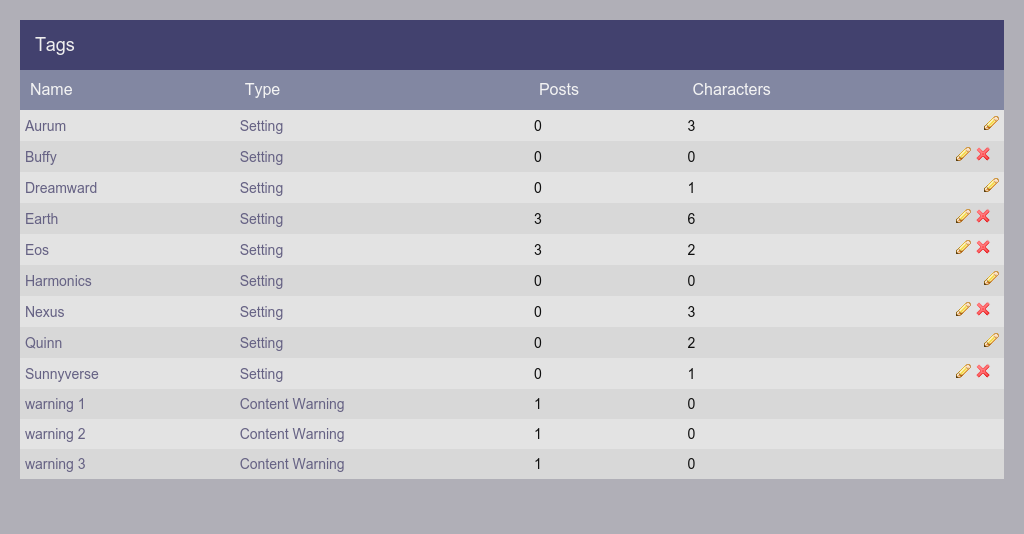 Tags
Name Type Posts Characters
Aurum Setting 0 3
Buffy Setting 0 0
Dreamward Setting 0 1
Earth Setting 3 6
Eos Setting 3 2
Harmonics Setting 0 0
Nexus Setting 0 3
Quinn Setting 0 2
Sunnyverse Setting 0 1
warning 1 Content Warning 1 0
warning 2 Content Warning 1 0
warning 3 Content Warning 1 0